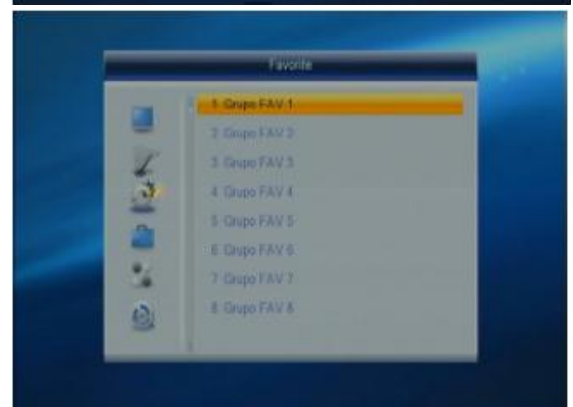 Favorite
1 Grupo FAV 1
2 Grupo FAV 2
3 Grupo FAV 3
4 Grupo FAV 4
5 Grupo FAV 5
6 Grupo FAV 6
7 Grupo FAV 7
8 Grupo FAV 8